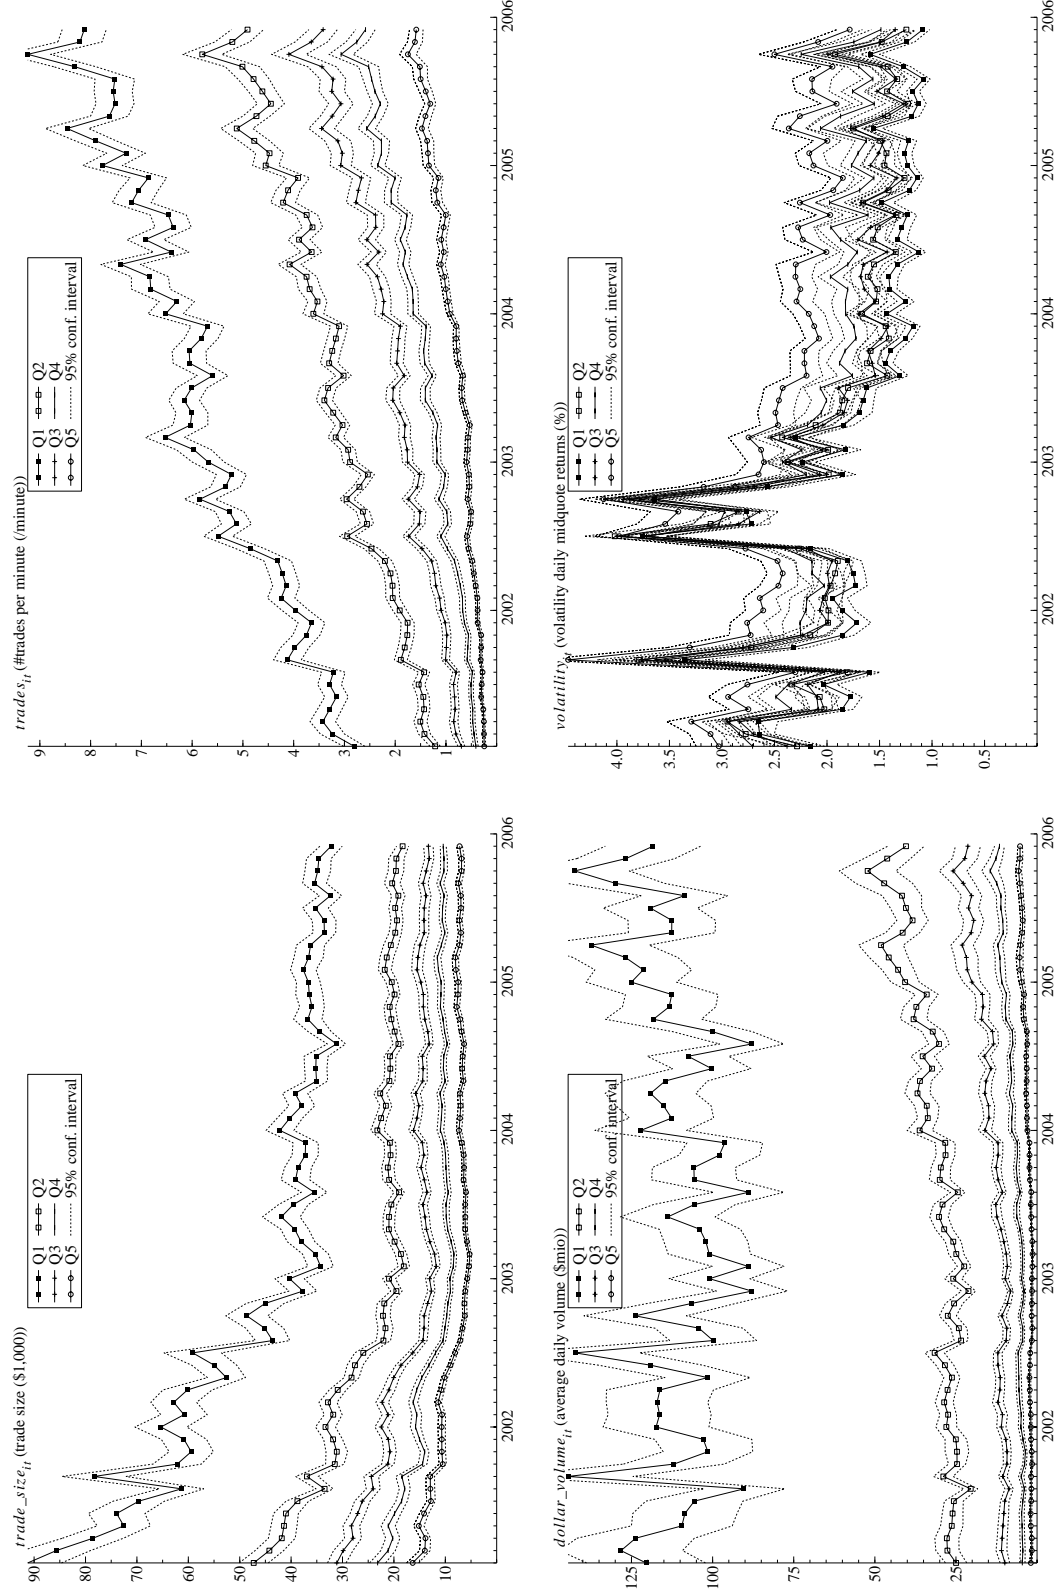 trade_size_it (trade size ($1,000))
Q1 Q2
Q3 Q4
Q5 95% conf. interval
90
80
70
60
50
40
30
20
10
2002 2003 2004 2005 2006
trades_it (#trades per minute (/minute))
Q1 Q2
Q3 Q4
Q5 95% conf. interval
9
8
7
6
5
4
3
2
1
2002 2003 2004 2005 2006
dollar_volume_it (average daily volume ($mio))
Q1 Q2
Q3 Q4
Q5 95% conf. interval
125
100
75
50
25
2002 2003 2004 2005 2006
volatility_it (volatility daily midquote returns (%))
Q1 Q2
Q3 Q4
Q5 95% conf. interval
4.0
3.5
3.0
2.5
2.0
1.5
1.0
0.5
2002 2003 2004 2005 2006